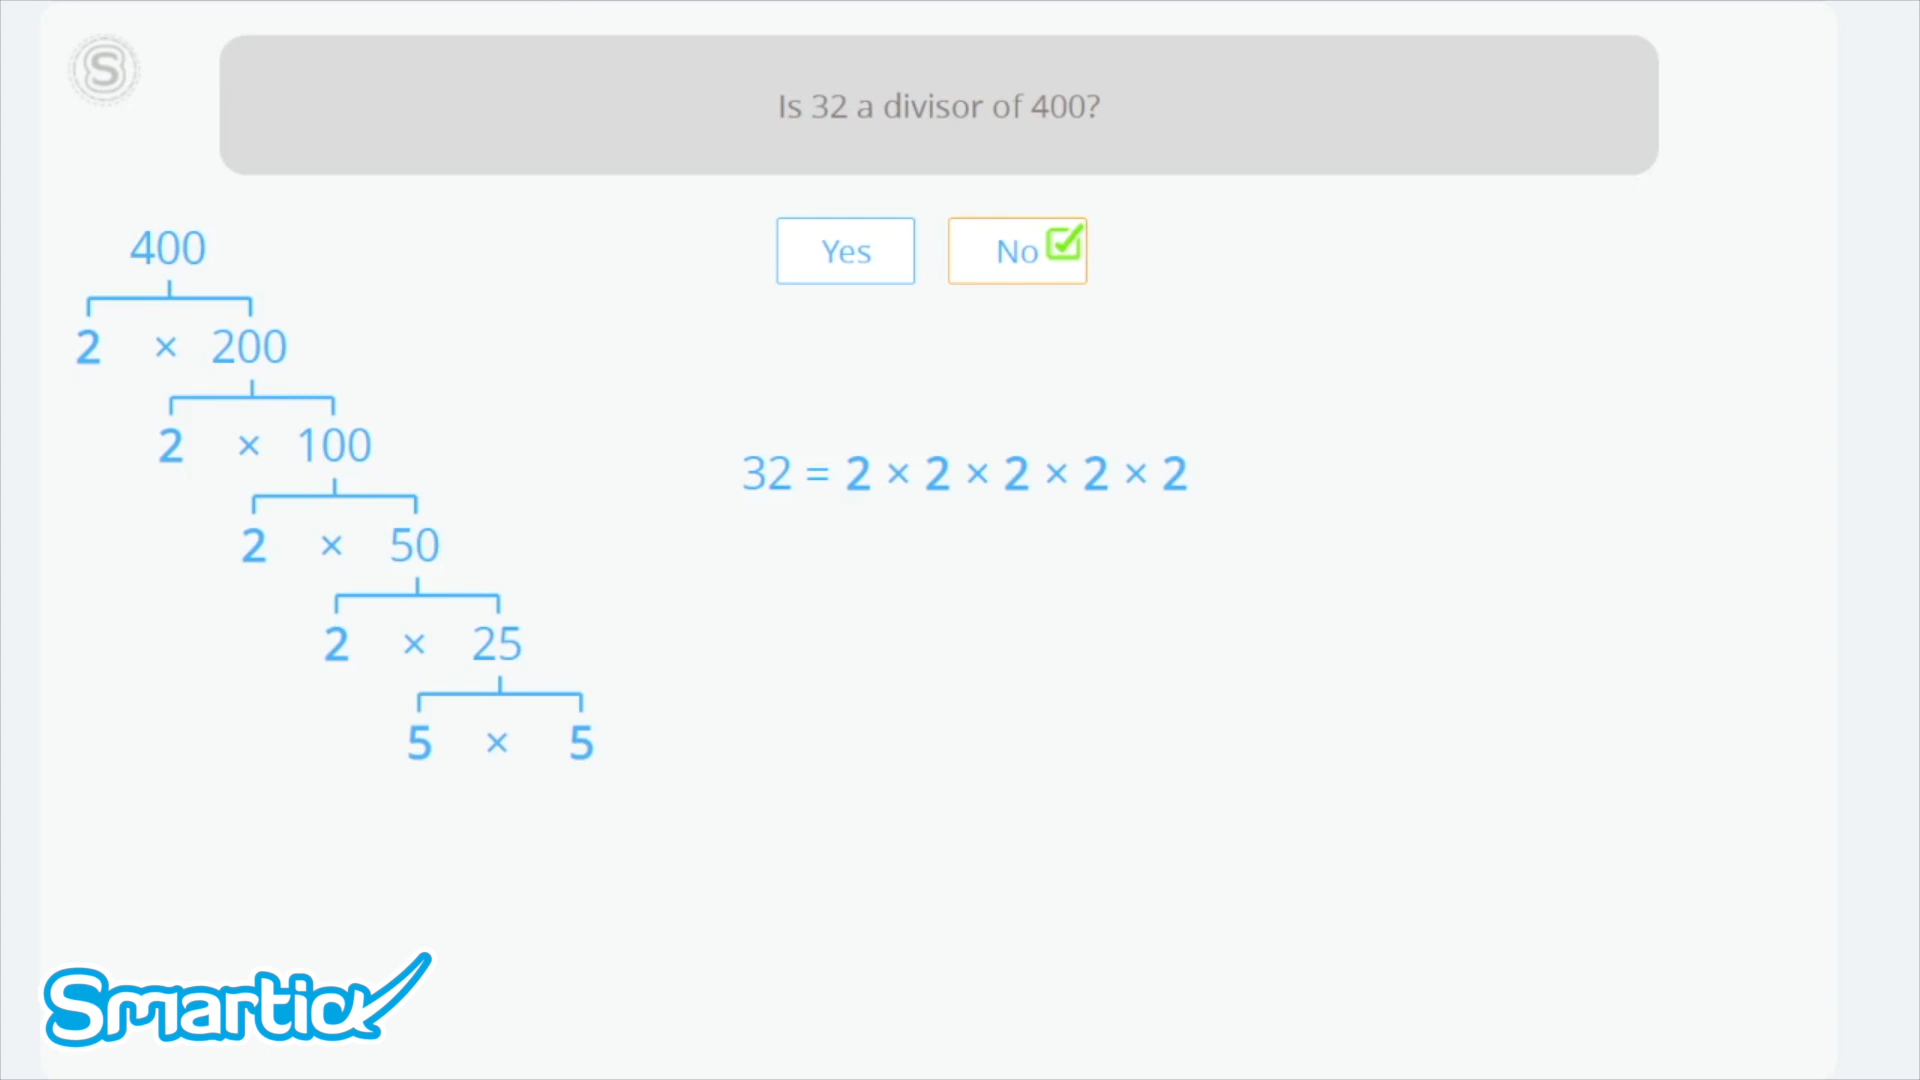 S
Is 32 a divisor of 400?
Yes No
400
2 × 200
2 × 100
2 × 50
2 × 25
5 × 5
32 = 2 × 2 × 2 × 2 × 2
Smartick